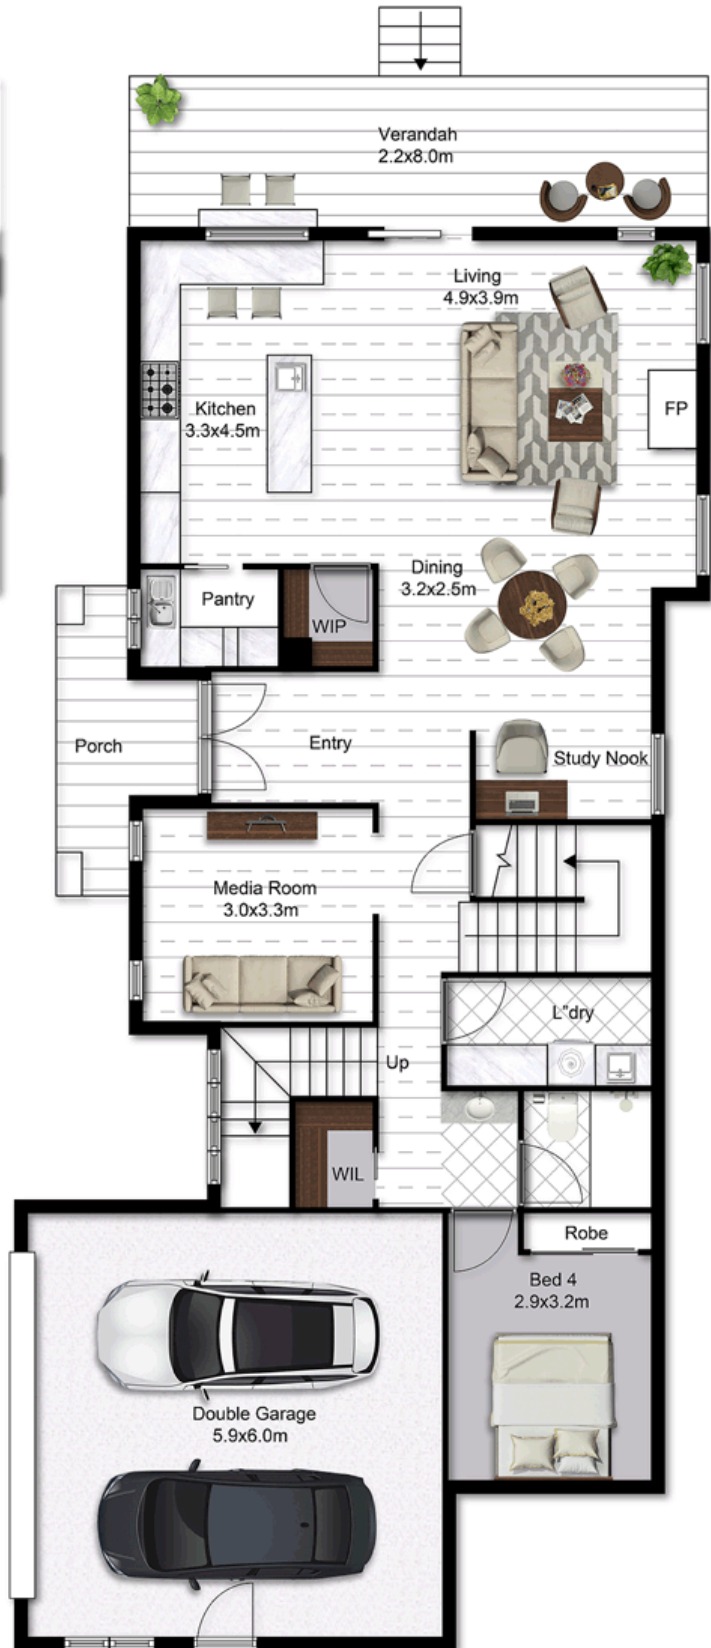 Verandah
2.2x8.0m
Living
4.9x3.9m
Kitchen
3.3x4.5m
FP
Dining
3.2x2.5m
Pantry
WIP
Porch
Entry
Study Nook
Media Room
3.0x3.3m
L"dry
Up
WIL
Robe
Bed 4
2.9x3.2m
Double Garage
5.9x6.0m